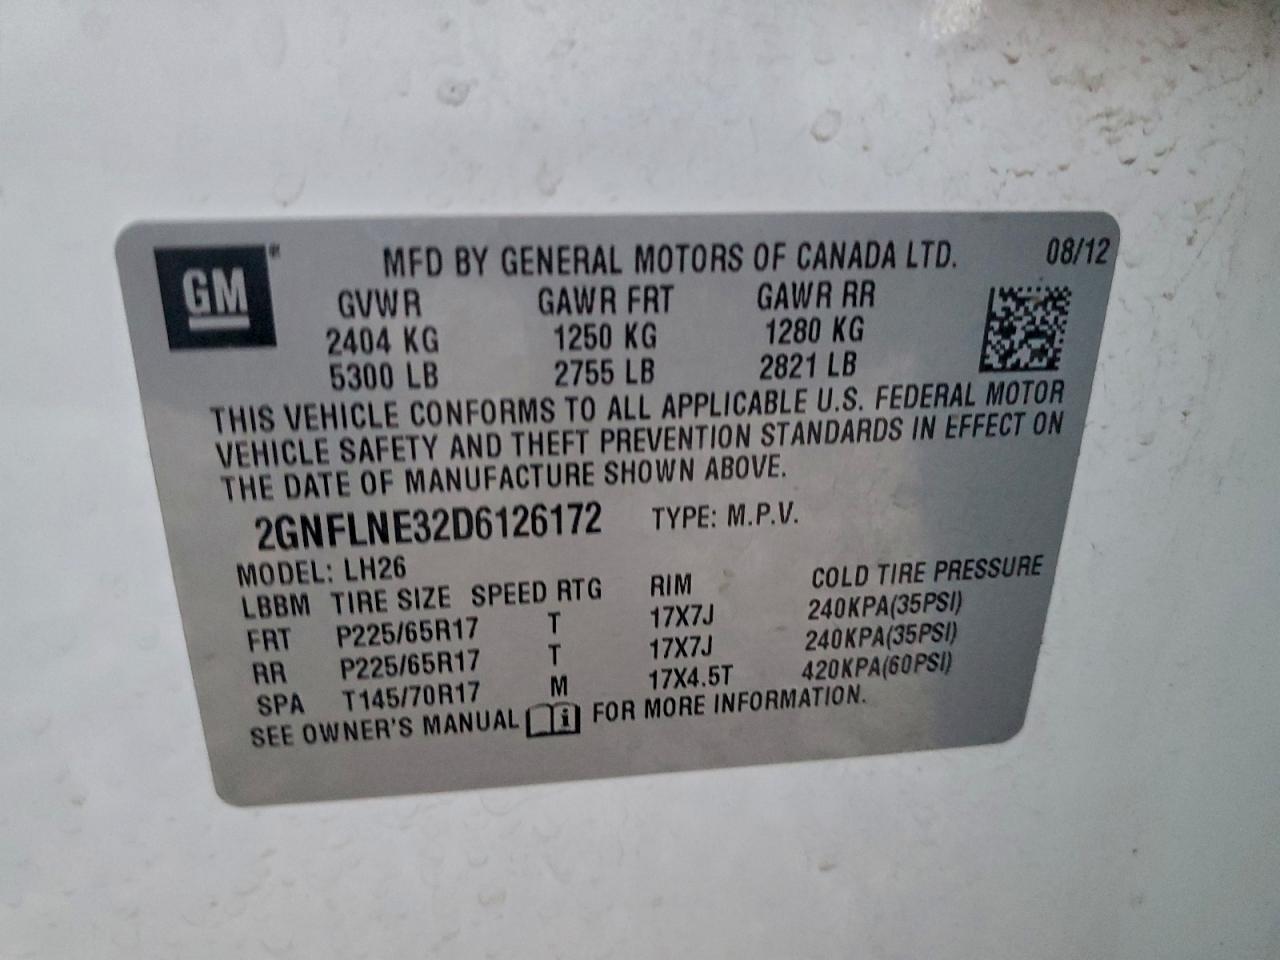 GM® MFD BY GENERAL MOTORS OF CANADA LTD. 08/12
GVWR GAWR FRT GAWR RR
2404 KG 1250 KG 1280 KG
5300 LB 2755 LB 2821 LB
THIS VEHICLE CONFORMS TO ALL APPLICABLE U.S. FEDERAL MOTOR
VEHICLE SAFETY AND THEFT PREVENTION STANDARDS IN EFFECT ON
THE DATE OF MANUFACTURE SHOWN ABOVE.
2GNFLNE32D6126172 TYPE: M.P.V.
MODEL: LH26
LBBM TIRE SIZE SPEED RTG RIM COLD TIRE PRESSURE
FRT P225/65R17 T 17X7J 240KPA(35PSI)
RR P225/65R17 T 17X7J 240KPA(35PSI)
SPA T145/70R17 M 17X4.5T 420KPA(60PSI)
SEE OWNER'S MANUAL i FOR MORE INFORMATION.